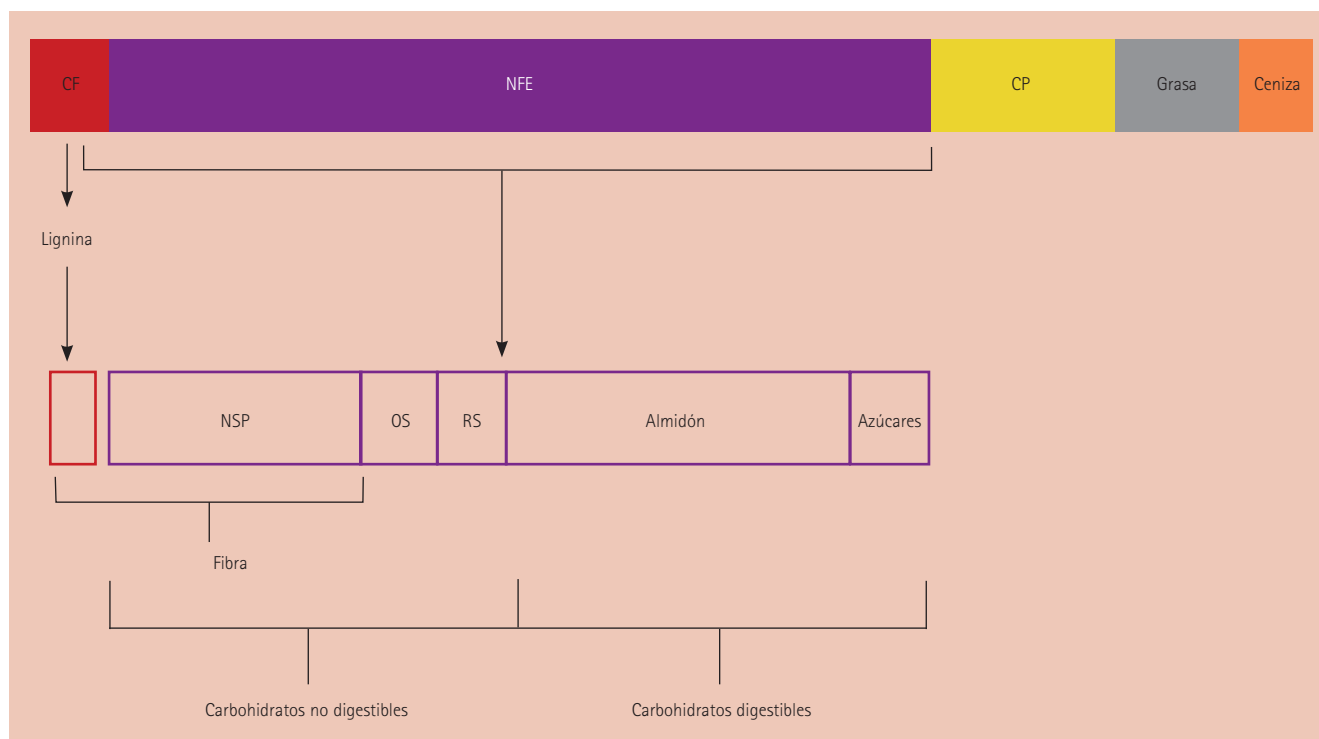 CF NFE CP Grasa Ceniza
Lignina
NSP OS RS Almidón Azúcares
Fibra
Carbohidratos no digestibles Carbohidratos digestibles